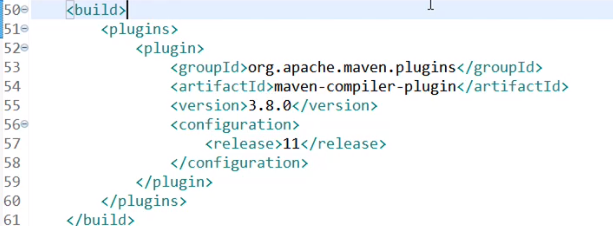 50 <build>
51 <plugins>
52 <plugin>
53 <groupId>org.apache.maven.plugins</groupId>
54 <artifactId>maven-compiler-plugin</artifactId>
55 <version>3.8.0</version>
56 <configuration>
57 <release>11</release>
58 </configuration>
59 </plugin>
60 </plugins>
61 </build>